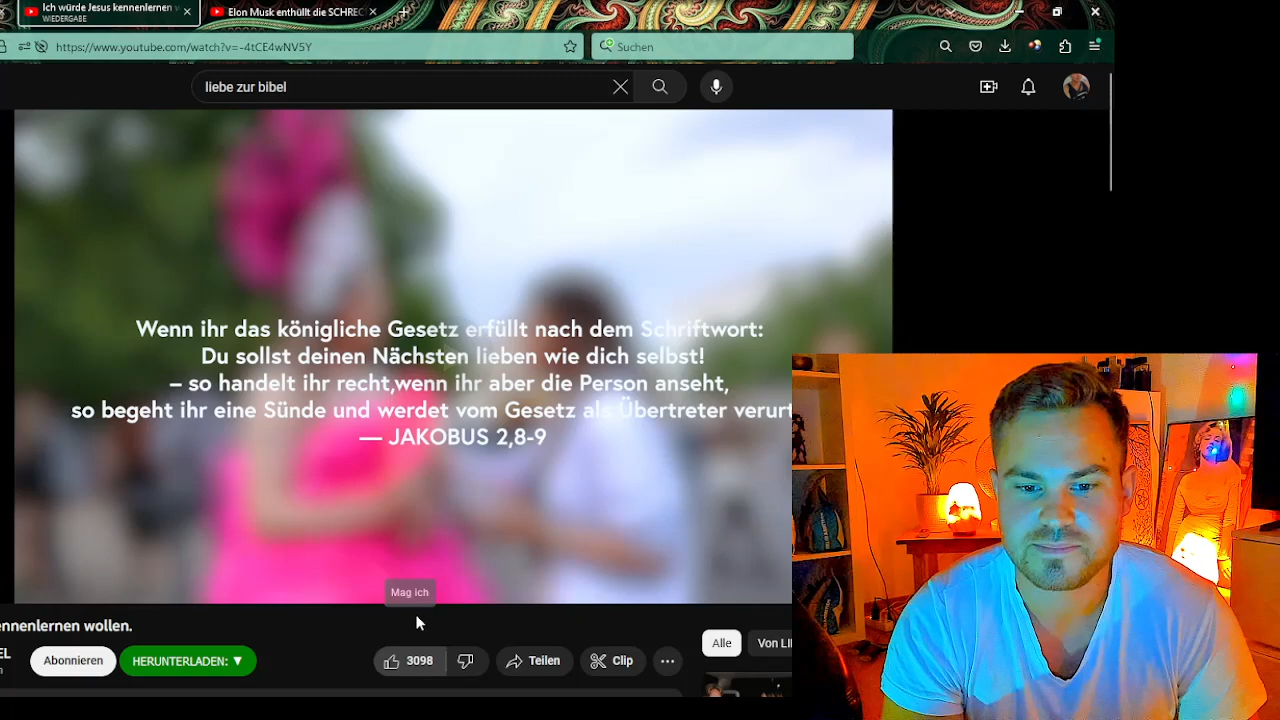 Ich würde Jesus kennenlernen
WIEDERGABE
Elon Musk enthüllt die SCHREC
https://www.youtube.com/watch?v=-4tCE4wNV5Y
Suchen
liebe zur bibel
Wenn ihr das königliche Gesetz erfüllt nach dem Schriftwort:
Du sollst deinen Nächsten lieben wie dich selbst!
– so handelt ihr recht,wenn ihr aber die Person anseht,
so begeht ihr eine Sünde und werdet vom Gesetz als Übertreter verurt
— JAKOBUS 2,8-9
Mag ich
ennenlernen wollen.
EL
Abonnieren
HERUNTERLADEN: ▼
3098
Teilen
Clip
Alle
Von LI